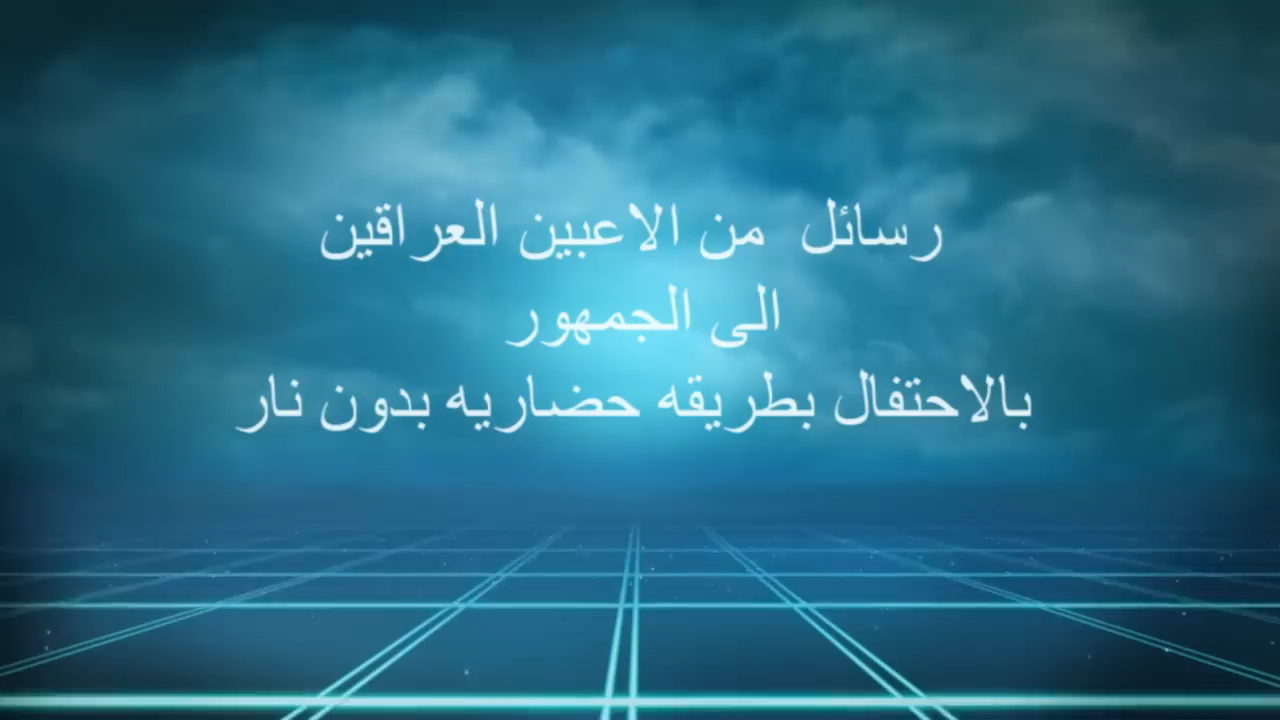 رسائل من الاعبين العراقين
الى الجمهور
بالاحتفال بطريقه حضاريه بدون نار